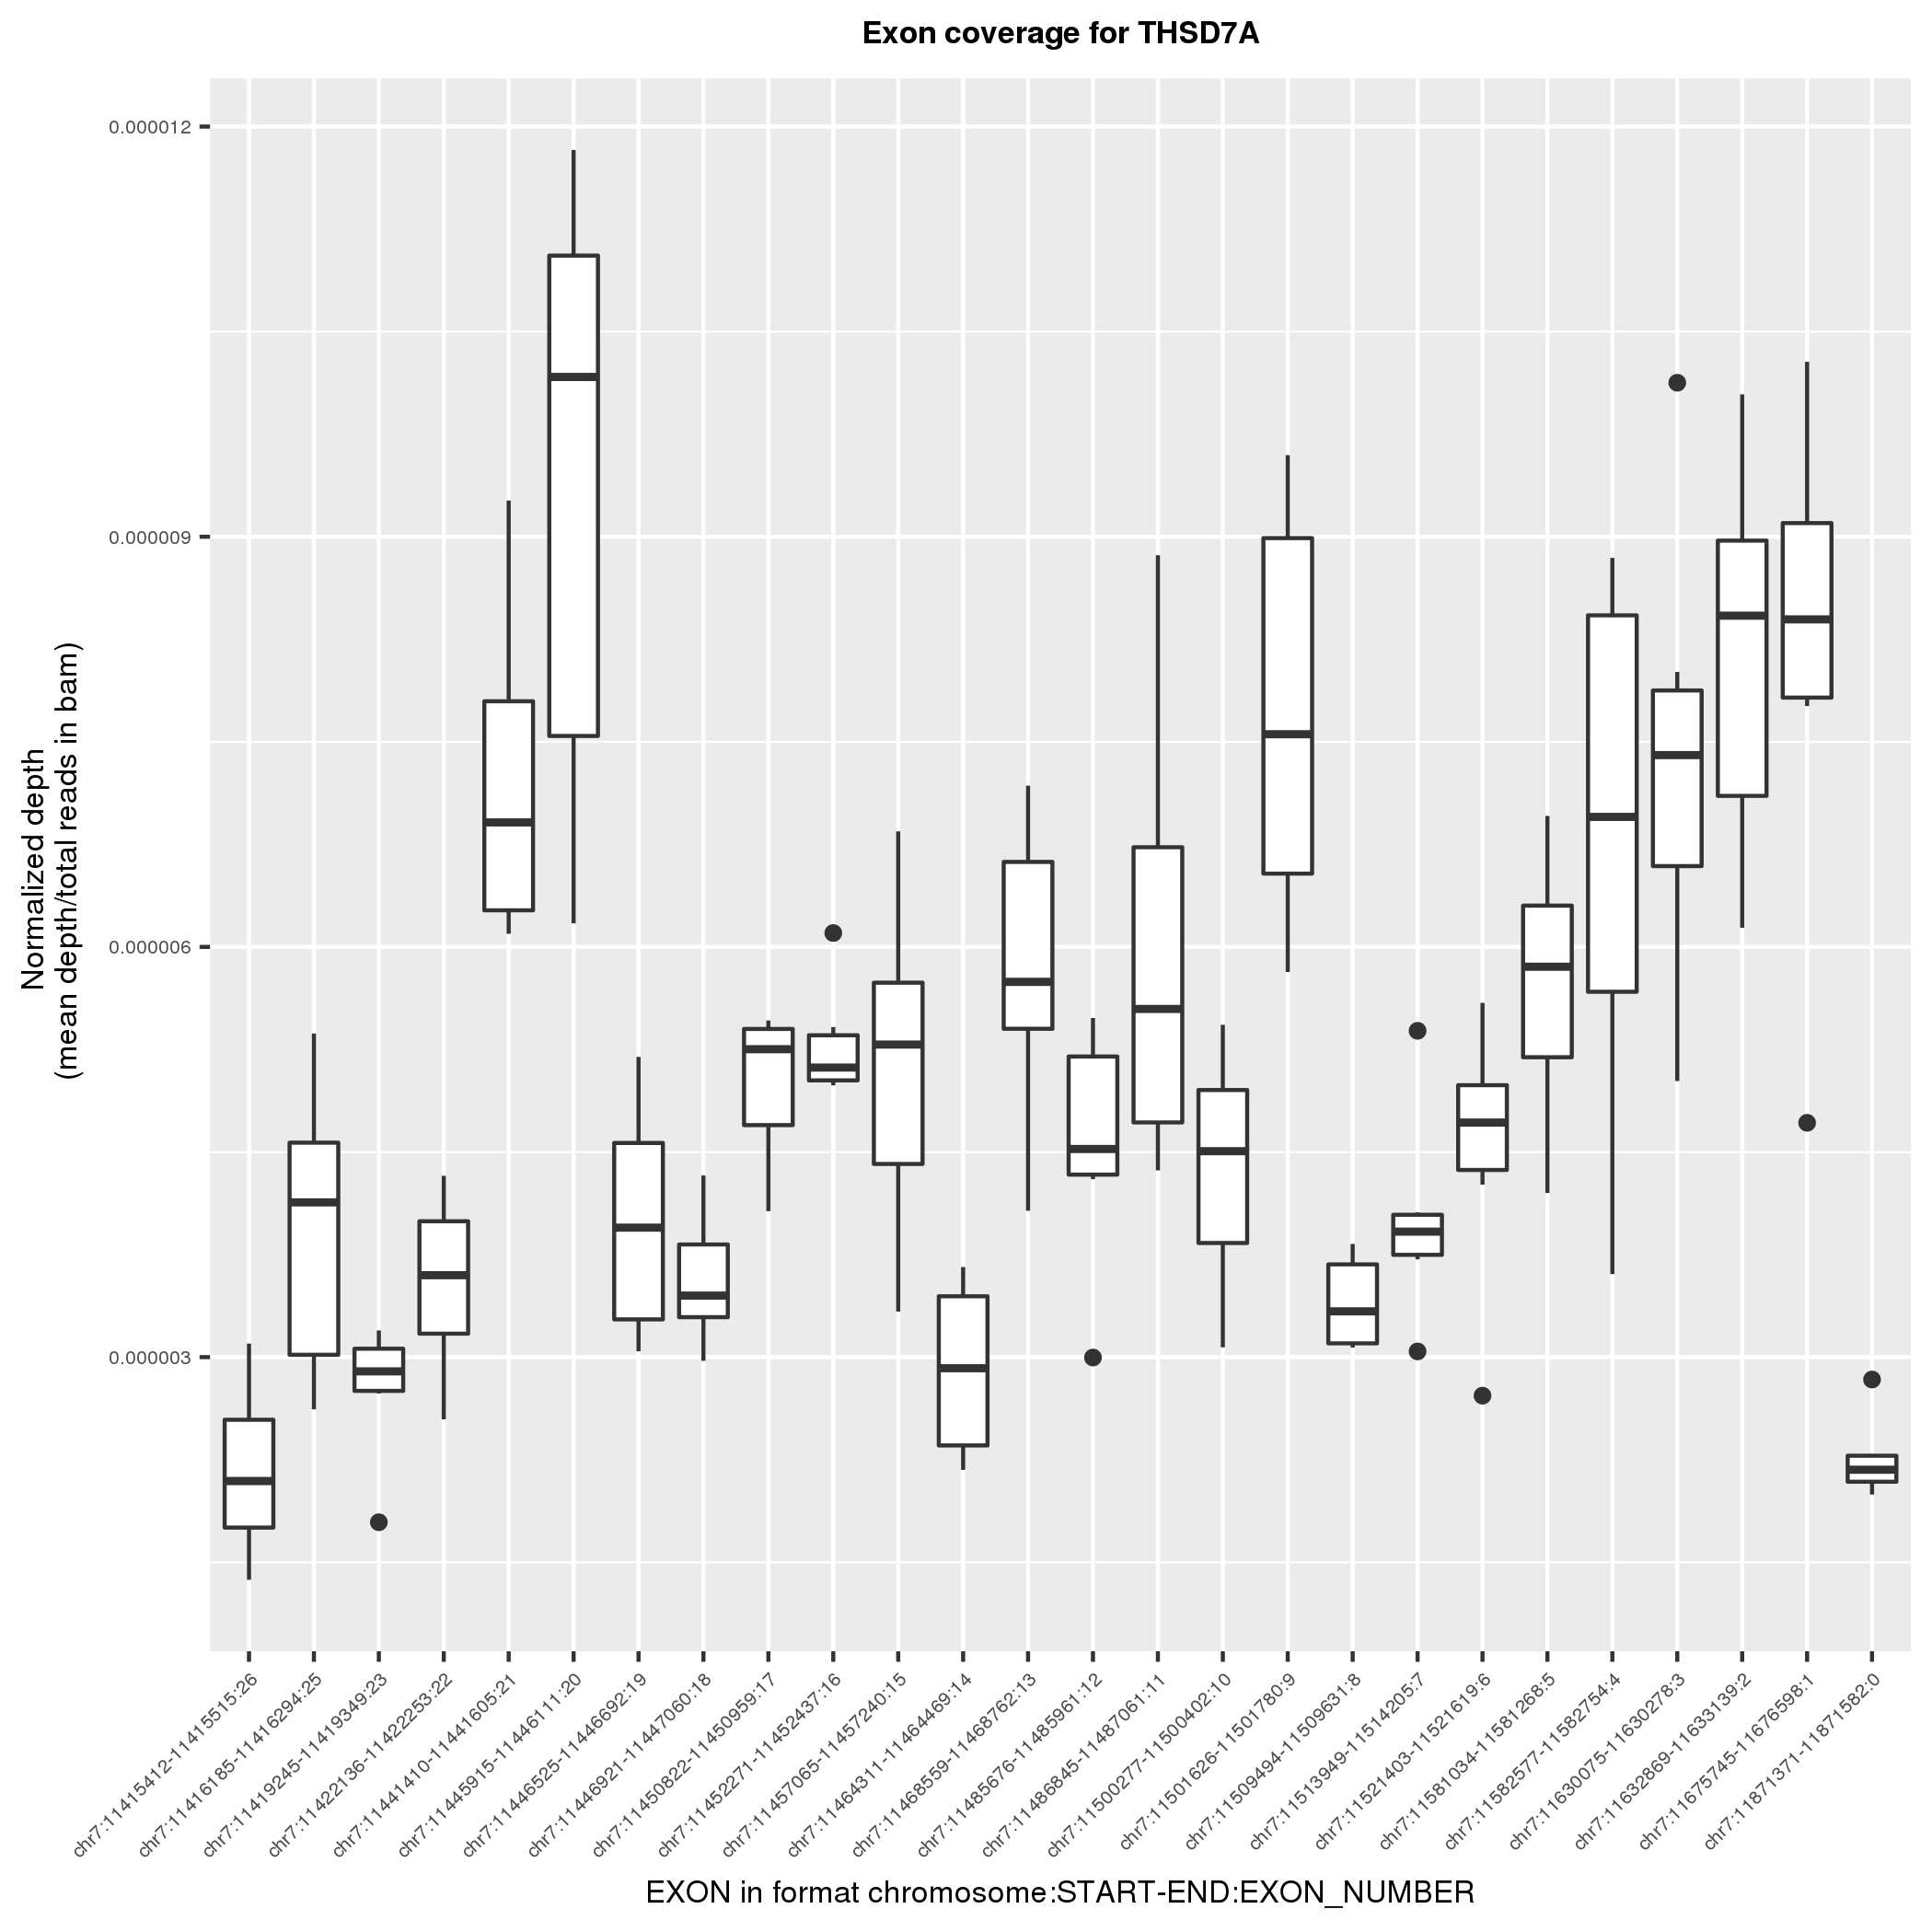 Exon coverage for THSD7A
0.000012
0.000009
0.000006
0.000003
Normalized depth
(mean depth/total reads in bam)
chr7:11415412-11415515:26
chr7:11416185-11416294:25
chr7:11419245-11419349:23
chr7:11422136-11422253:22
chr7:11441410-11441605:21
chr7:11445915-11446111:20
chr7:11446525-11446692:19
chr7:11446921-11447060:18
chr7:11450822-11450959:17
chr7:11452271-11452437:16
chr7:11457065-11457240:15
chr7:11464311-11464469:14
chr7:11468559-11468762:13
chr7:11485676-11485961:12
chr7:11486845-11487061:11
chr7:11500277-11500402:10
chr7:11501626-11501780:9
chr7:11509494-11509631:8
chr7:11513949-11514205:7
chr7:11521403-11521619:6
chr7:11581034-11581268:5
chr7:11582577-11582754:4
chr7:11630075-11630278:3
chr7:11632869-11633139:2
chr7:11675745-11676598:1
chr7:11871371-11871582:0
EXON in format chromosome:START-END:EXON_NUMBER